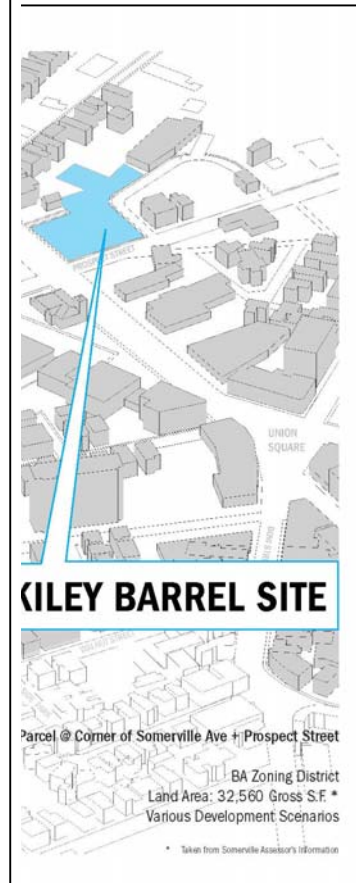 PROSPECT STREET
UNION
SQUARE
KILEY BARREL SITE
Parcel @ Corner of Somerville Ave + Prospect Street
BA Zoning District
Land Area: 32,560 Gross S.F. *
Various Development Scenarios
* Taken from Somerville Assessor's Information